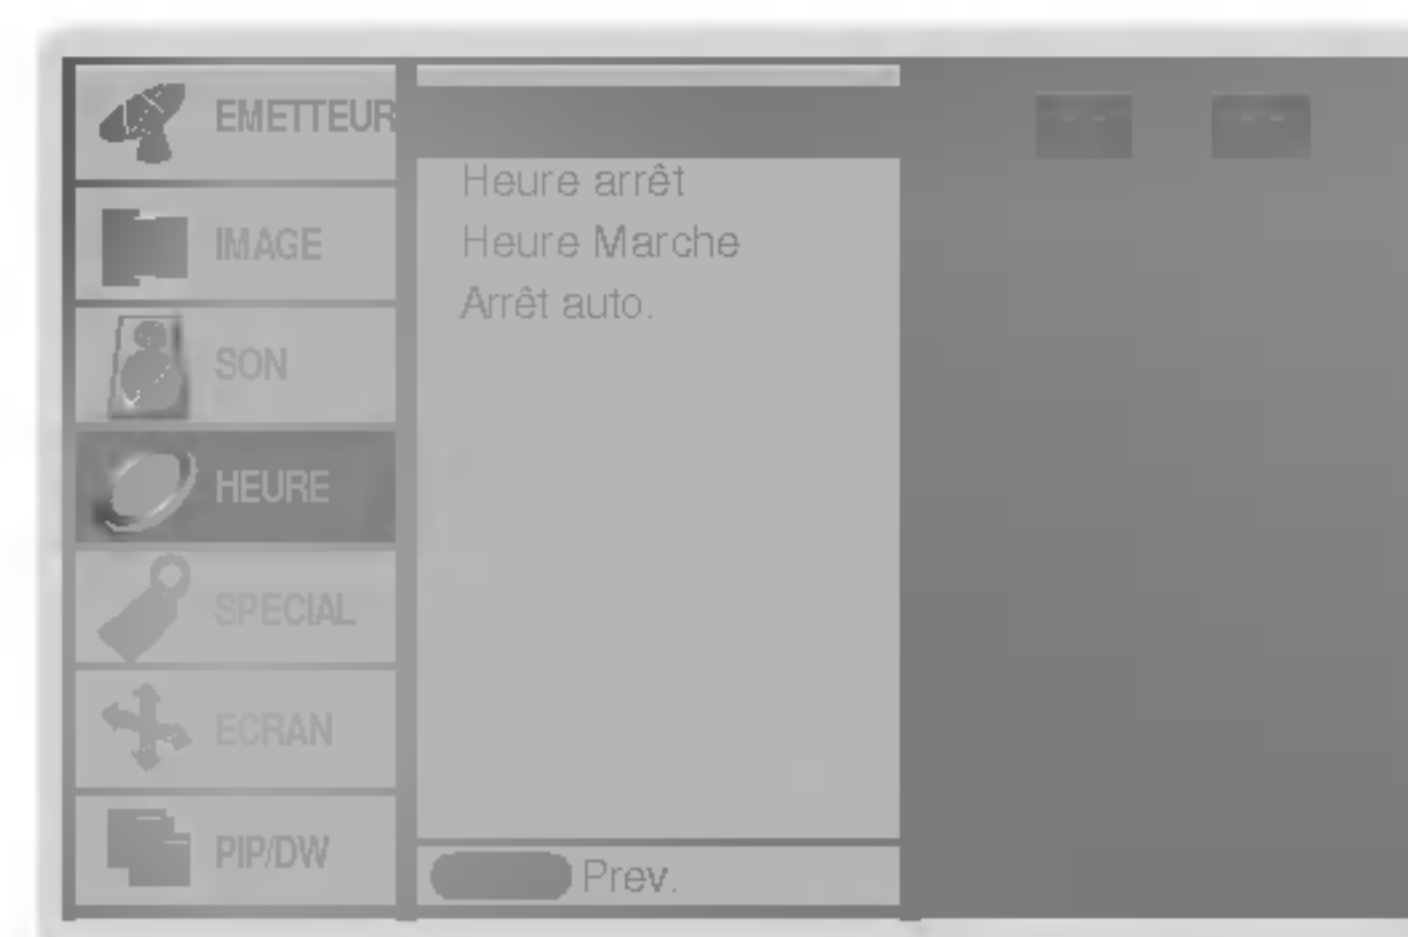 EMETTEUR
IMAGE
SON
HEURE
SPECIAL
ECRAN
PIP/DW
Heure arrêt
Heure Marche
Arrêt auto.
Prev.